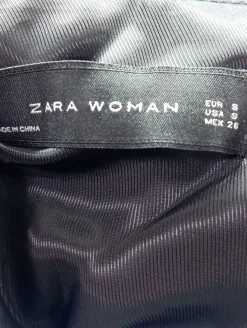 ZARA WOMAN
MADE IN CHINA
EUR S
USA S
MEX 26